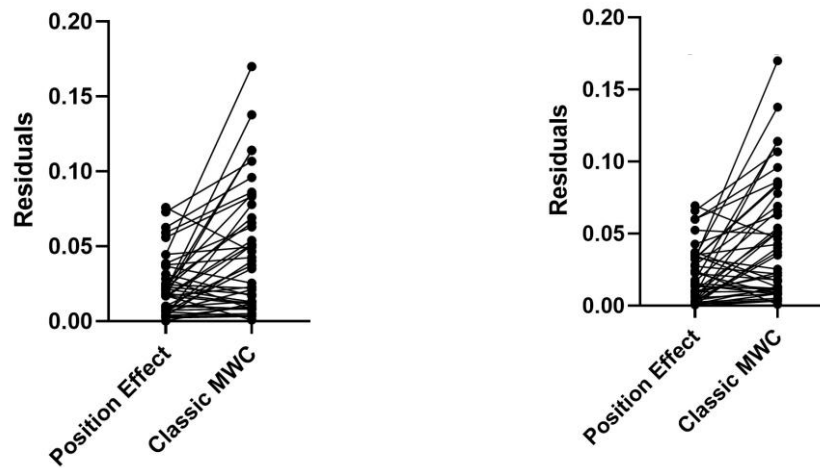 0.20
0.15
0.10
0.05
0.00
Residuals
Position Effect
Classic MWC
0.20
0.15
0.10
0.05
0.00
Residuals
Position Effect
Classic MWC